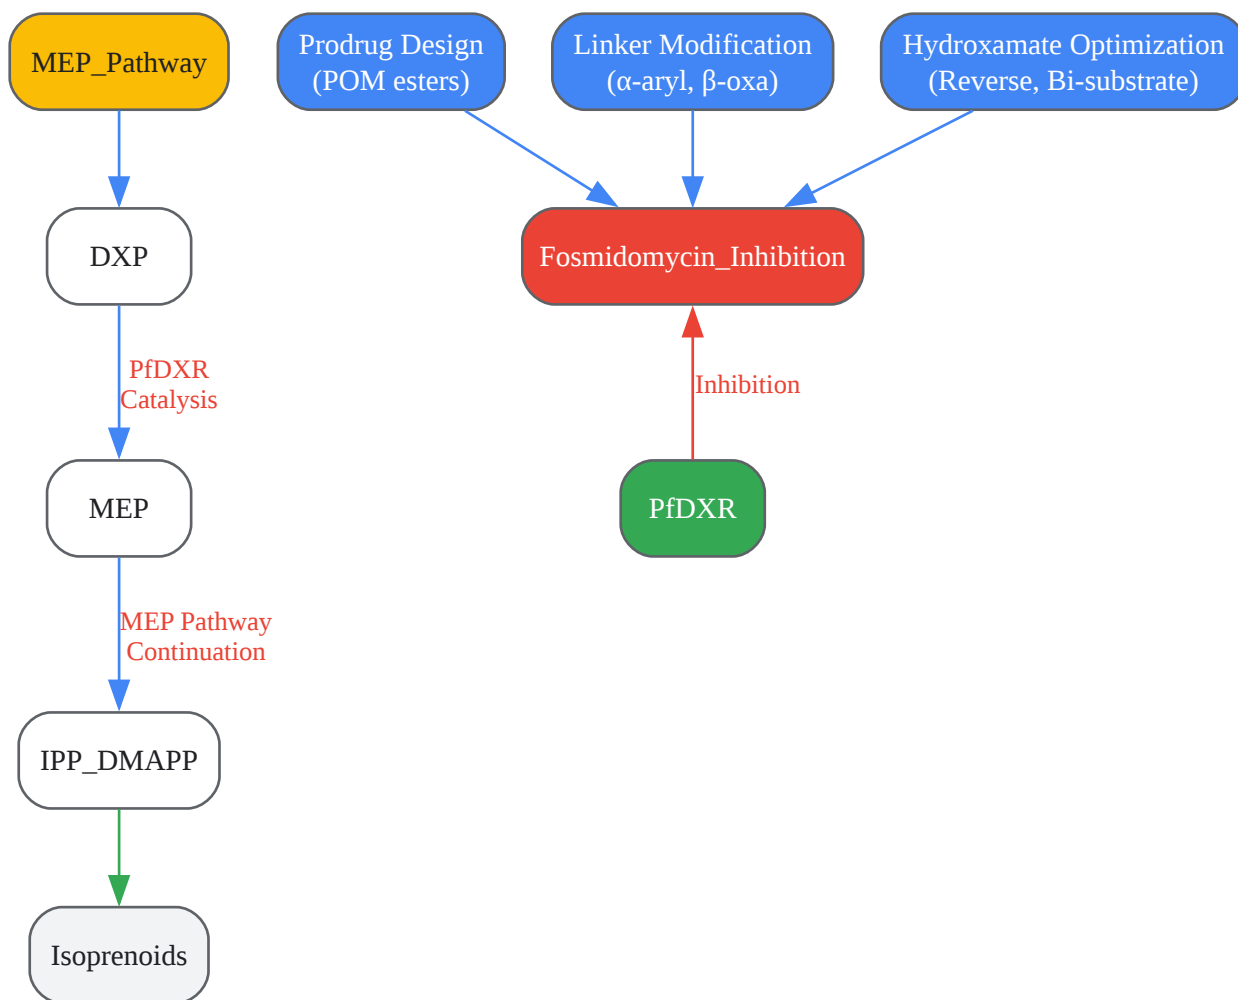 MEP_Pathway
Prodrug Design
(POM esters)
Linker Modification
(α-aryl, β-oxa)
Hydroxamate Optimization
(Reverse, Bi-substrate)
DXP
Fosmidomycin_Inhibition
PfDXR
Catalysis
Inhibition
MEP
PfDXR
MEP Pathway
Continuation
IPP_DMAPP
Isoprenoids